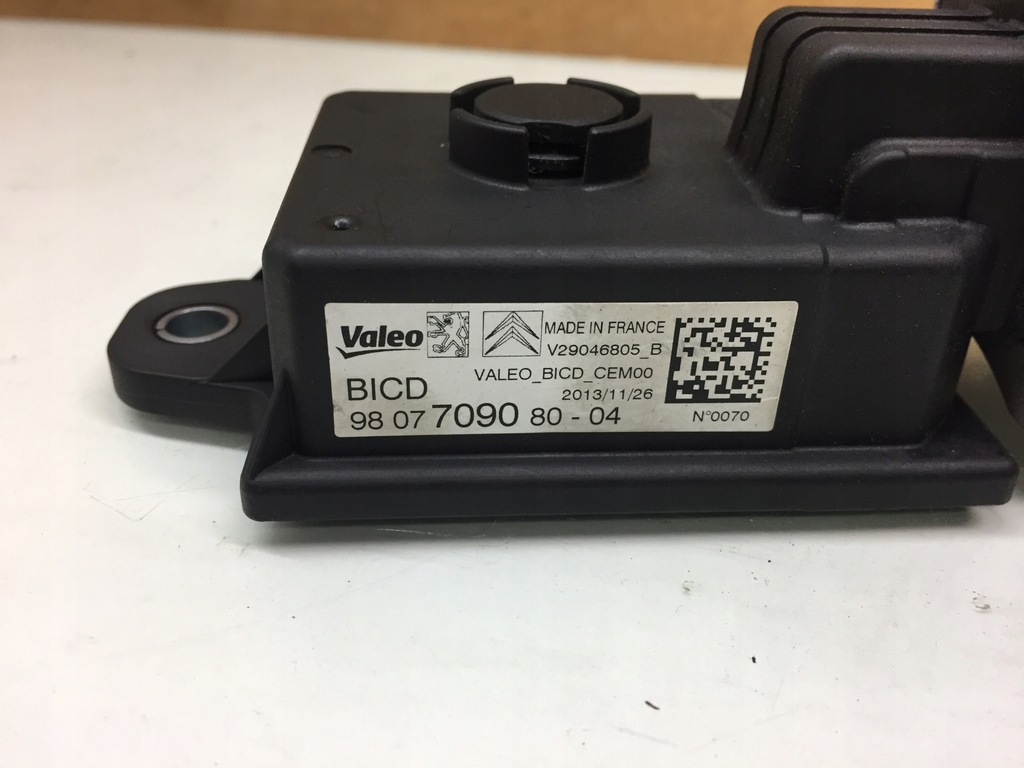 Valeo MADE IN FRANCE
V29046805_B
VALEO_BICD_CEM00
BICD 2013/11/26
98 07 7090 80 - 04 N°0070